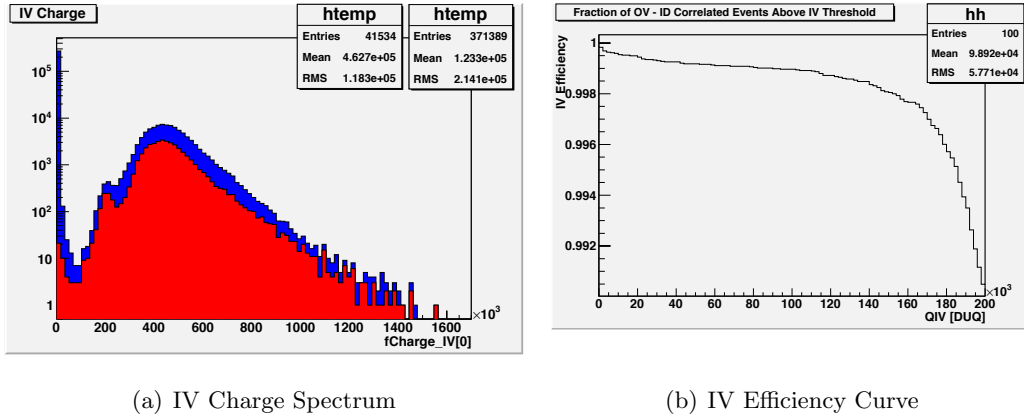 IV Charge
htemp
Entries 41534
Mean 4.627e+05
RMS 1.183e+05
htemp
Entries 371389
Mean 1.233e+05
RMS 2.141e+05
10^5
10^4
10^3
10^2
10
1
0 200 400 600 800 1000 1200 1400 1600
×10^3
fCharge_IV[0]
(a) IV Charge Spectrum
Fraction of OV - ID Correlated Events Above IV Threshold
hh
Entries 100
Mean 9.892e+04
RMS 5.771e+04
IV Efficiency
1
0.998
0.996
0.994
0.992
0 20 40 60 80 100 120 140 160 180 200
×10^3
QIV [DUQ]
(b) IV Efficiency Curve